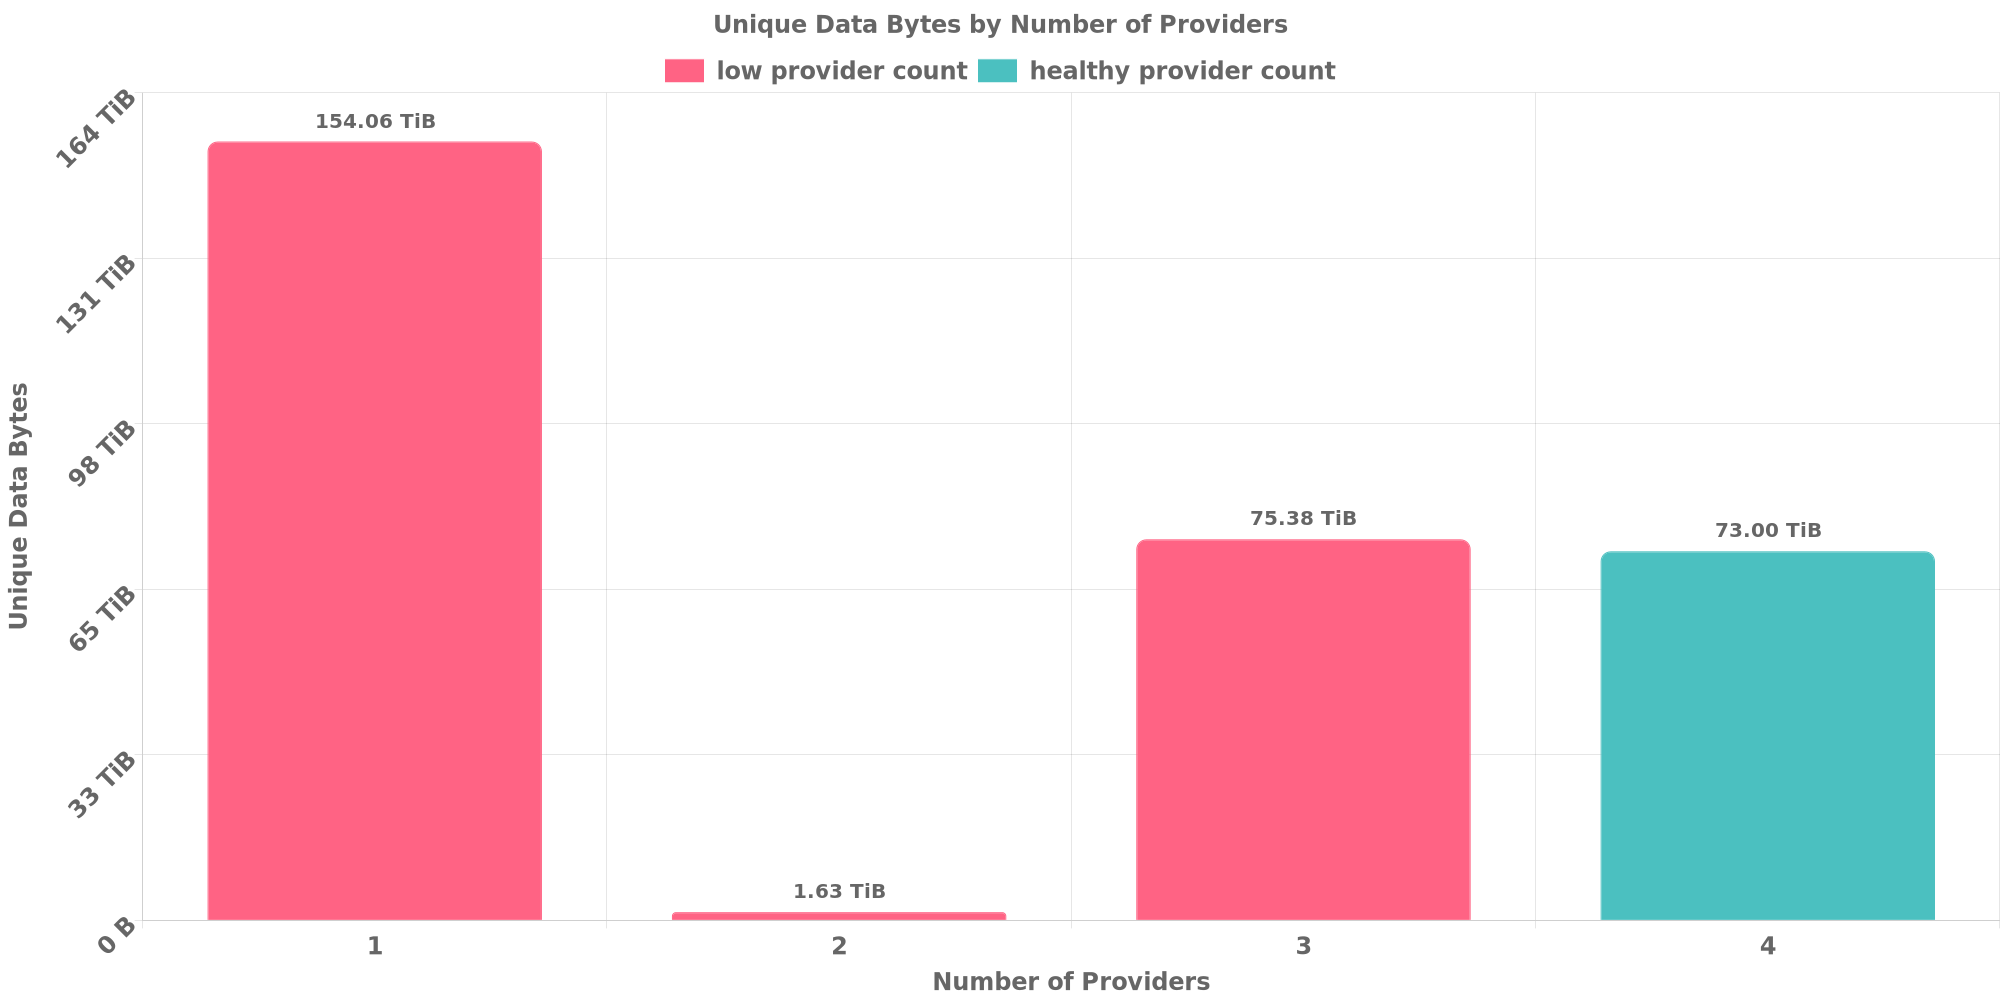 Unique Data Bytes by Number of Providers
low provider count healthy provider count
164 TiB
131 TiB
98 TiB
65 TiB
33 TiB
0 B
Unique Data Bytes
154.06 TiB
1.63 TiB
75.38 TiB
73.00 TiB
1 2 3 4
Number of Providers